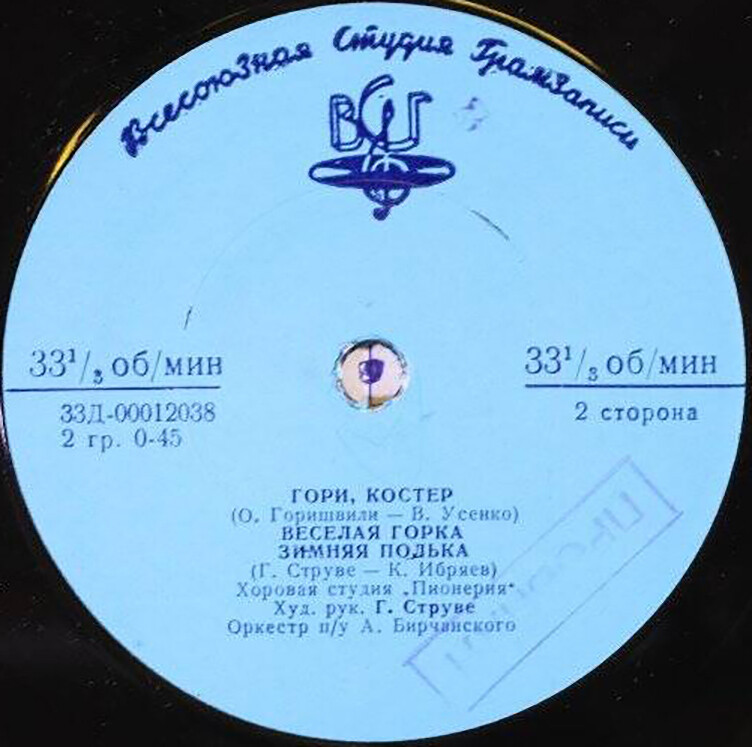 Всесоюзная Студия Грамзаписи
ВСГ
33¹/₃ об/мин
33¹/₃ об/мин
33Д-00012038
2 гр. 0-45
2 сторона
ГОРИ, КОСТЕР
(О. Горишвили — В. Усенко)
ВЕСЕЛАЯ ГОРКА
ЗИМНЯЯ ПОЛЬКА
(Г. Струве — К. Ибряев)
Хоровая студия „Пионерия"
Худ. рук. Г. Струве
Оркестр п/у А. Бирчанского